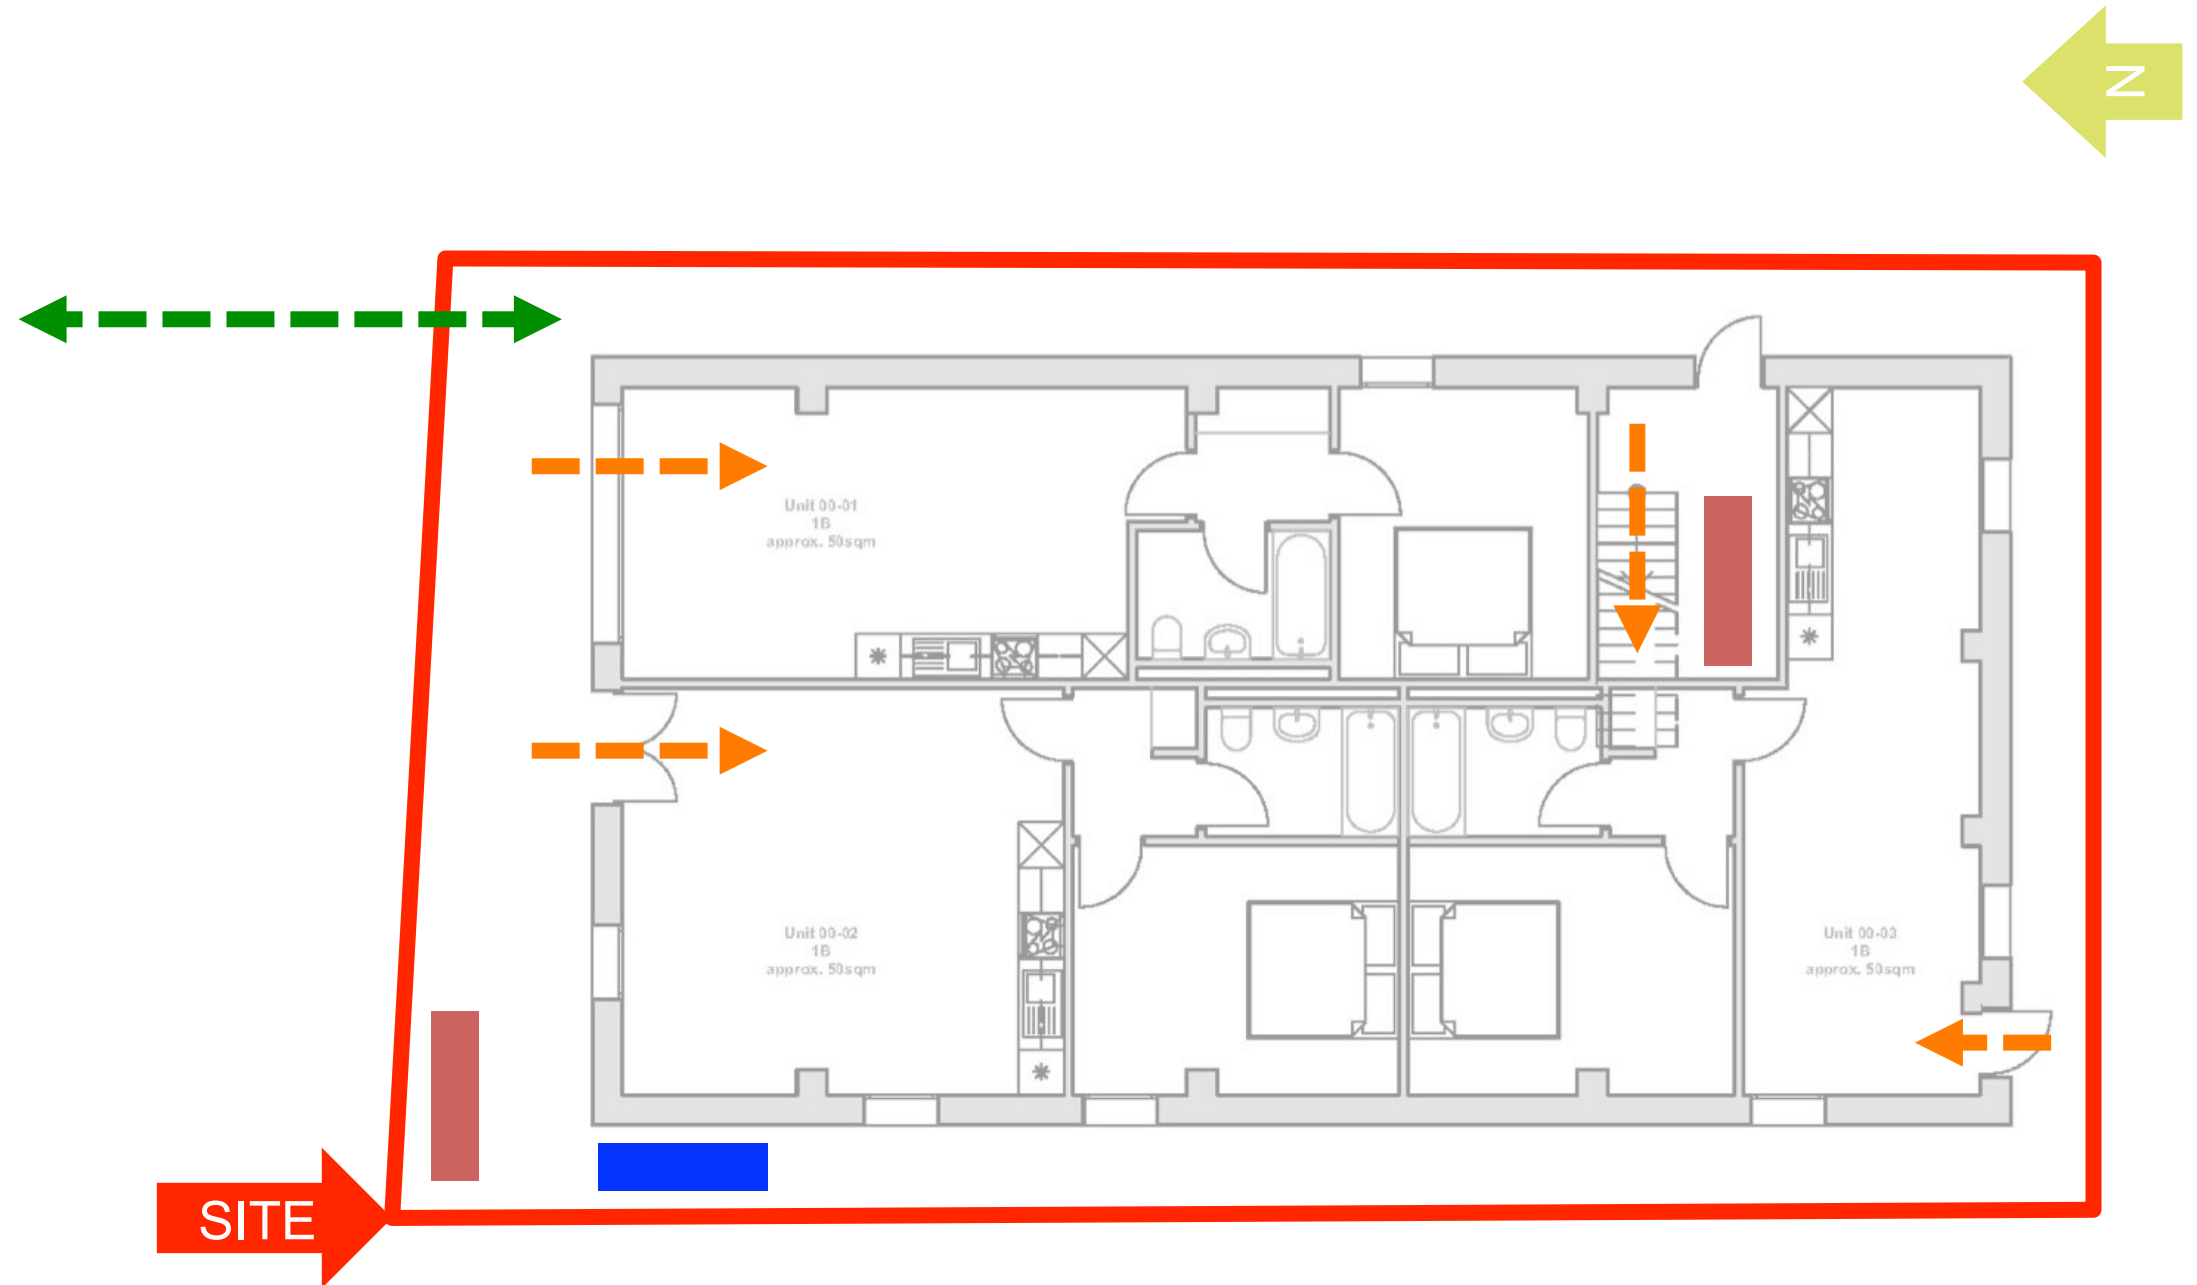 N
Unit 00-01
1B
approx. 50sqm
Unit 00-02
1B
approx. 50sqm
Unit 00-03
1B
approx. 50sqm
SITE